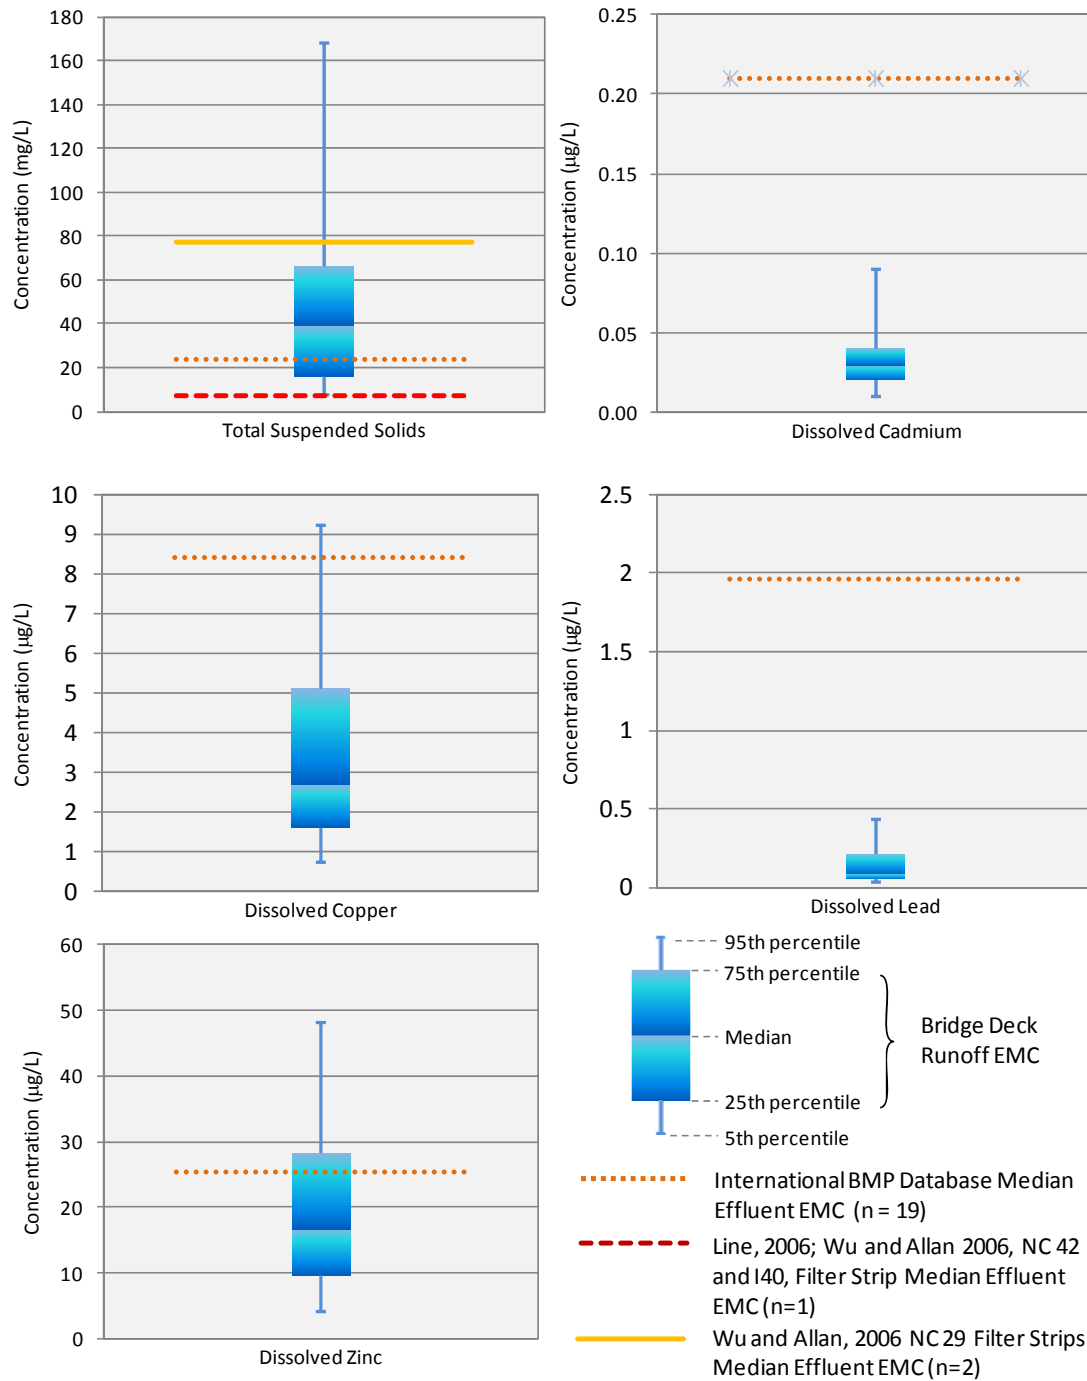 180
160
140
120
100
80
60
40
20
0
Concentration (mg/L)
Total Suspended Solids
0.25
0.20
0.15
0.10
0.05
0.00
Concentration (µg/L)
Dissolved Cadmium
10
9
8
7
6
5
4
3
2
1
0
Concentration (µg/L)
Dissolved Copper
2.5
2
1.5
1
0.5
0
Concentration (µg/L)
Dissolved Lead
60
50
40
30
20
10
0
Concentration (µg/L)
Dissolved Zinc
95th percentile
75th percentile
Median
25th percentile
5th percentile
Bridge Deck
Runoff EMC
International BMP Database Median
Effluent EMC (n = 19)
Line, 2006; Wu and Allan 2006, NC 42
and I40, Filter Strip Median Effluent
EMC (n=1)
Wu and Allan, 2006 NC 29 Filter Strips
Median Effluent EMC (n=2)